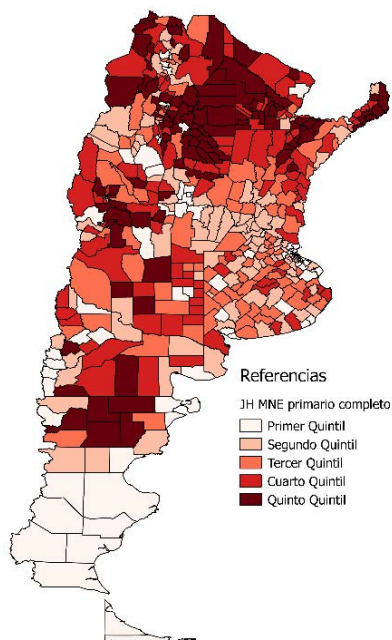 Referencias
JH MNE primario completo
Primer Quintil
Segundo Quintil
Tercer Quintil
Cuarto Quintil
Quinto Quintil